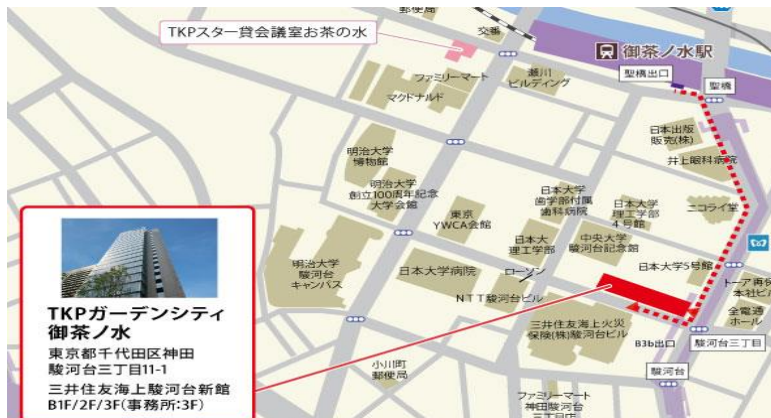 郵便局
交番
TKPスター貸会議室お茶の水
御茶ノ水駅
聖橋出口
聖橋
ファミリーマート
マクドナルド
瀬川
ビルディング
日本出版
販売(株)
井上眼科病院
明治大学
博物館
明治大学
創立100周年記念
大学会館
東京
YWCA会館
日本大学
歯学部付属
歯科病院
日本大学
理工学部
4号館
ニコライ堂
日本大
理工学部
中央大学
駿河台記念館
明治大学
駿河台
キャンパス
日本大学病院
ローソン
日本大学5号館
NTT駿河台ビル
トーア再保
本社ビ
全電通
ホール
三井住友海上火災
保険(株)駿河台ビル
B3b出口
駿河台三丁目
駿河台
小川町
郵便局
ファミリーマート
神田駿河台
三丁目店
TKPガーデンシティ
御茶ノ水
東京都千代田区神田
駿河台三丁目11-1
三井住友海上駿河台新館
B1F/2F/3F(事務所:3F)